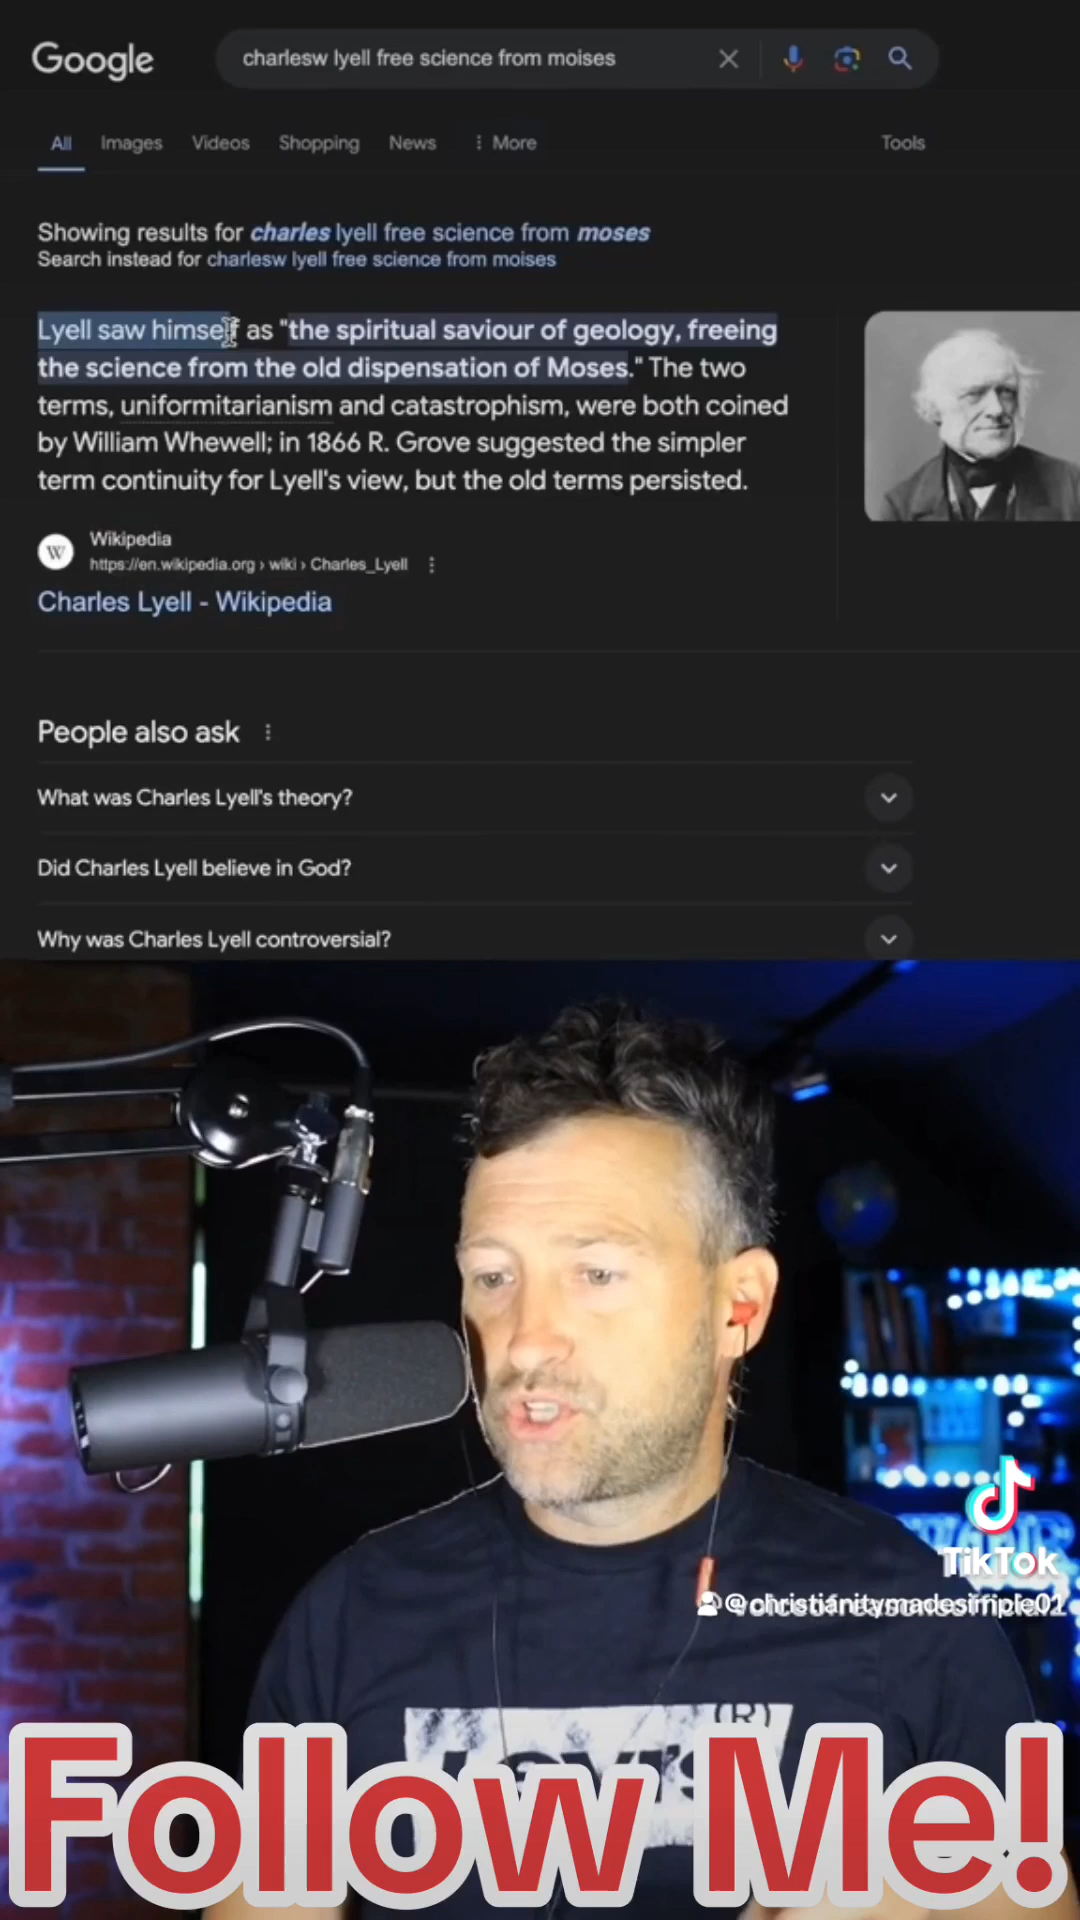 Google
charlesw lyell free science from moises
All Images Videos Shopping News More Tools
Showing results for charles lyell free science from moses
Search instead for charlesw lyell free science from moises
Lyell saw himself as "the spiritual saviour of geology, freeing
the science from the old dispensation of Moses." The two
terms, uniformitarianism and catastrophism, were both coined
by William Whewell; in 1866 R. Grove suggested the simpler
term continuity for Lyell's view, but the old terms persisted.
W
Wikipedia
https://en.wikipedia.org › wiki › Charles_Lyell
Charles Lyell - Wikipedia
People also ask
What was Charles Lyell's theory?
Did Charles Lyell believe in God?
Why was Charles Lyell controversial?
TikTok
@christianitymadesimple01
(R)
Levi's
Follow Me!